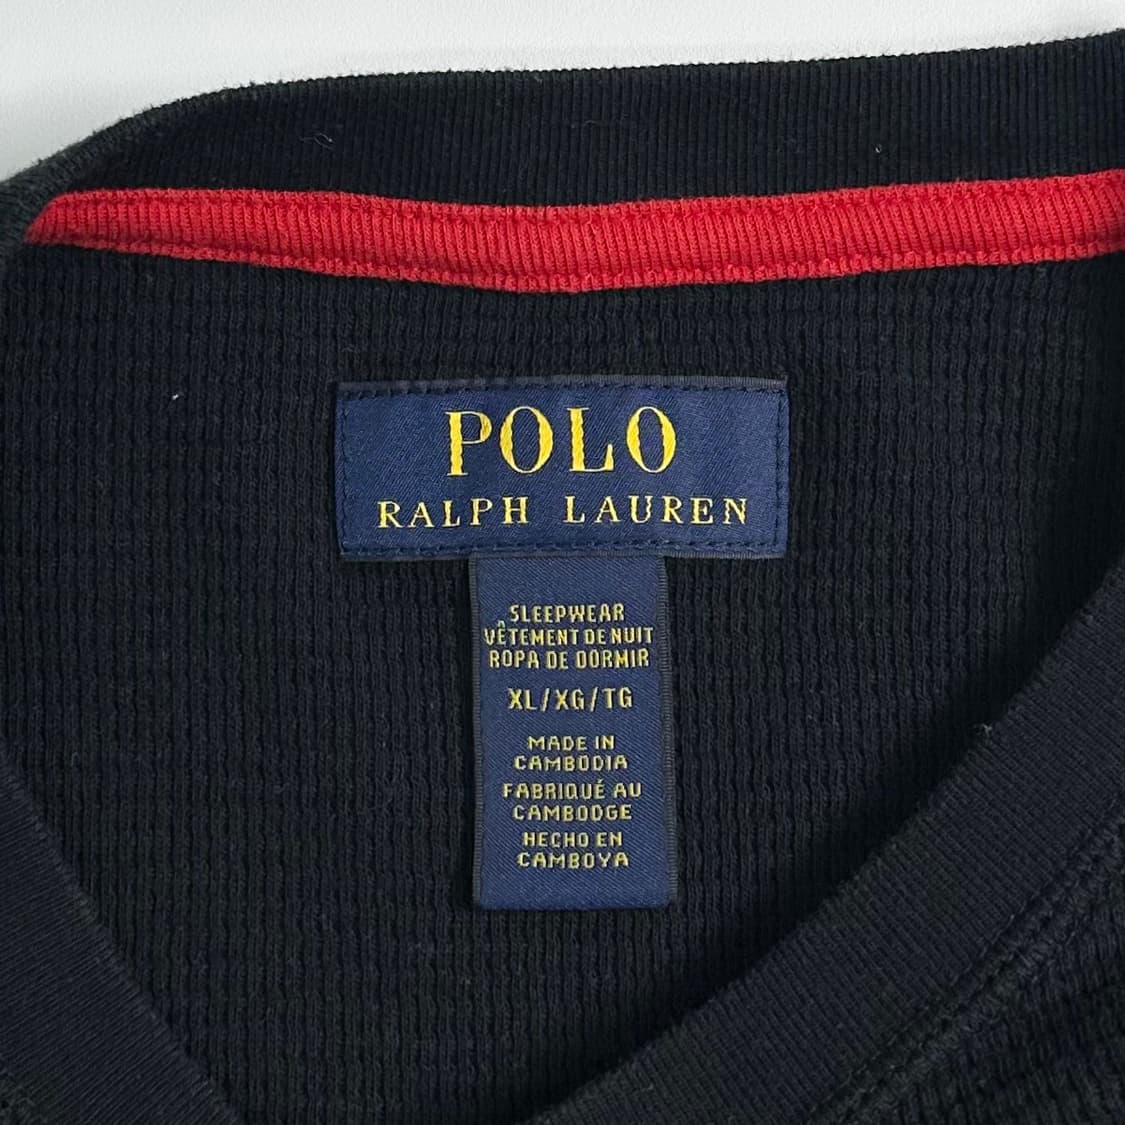 POLO
RALPH LAUREN
SLEEPWEAR
VÊTEMENT DE NUIT
ROPA DE DORMIR
XL/XG/TG
MADE IN
CAMBODIA
FABRIQUÉ AU
CAMBODGE
HECHO EN
CAMBOYA